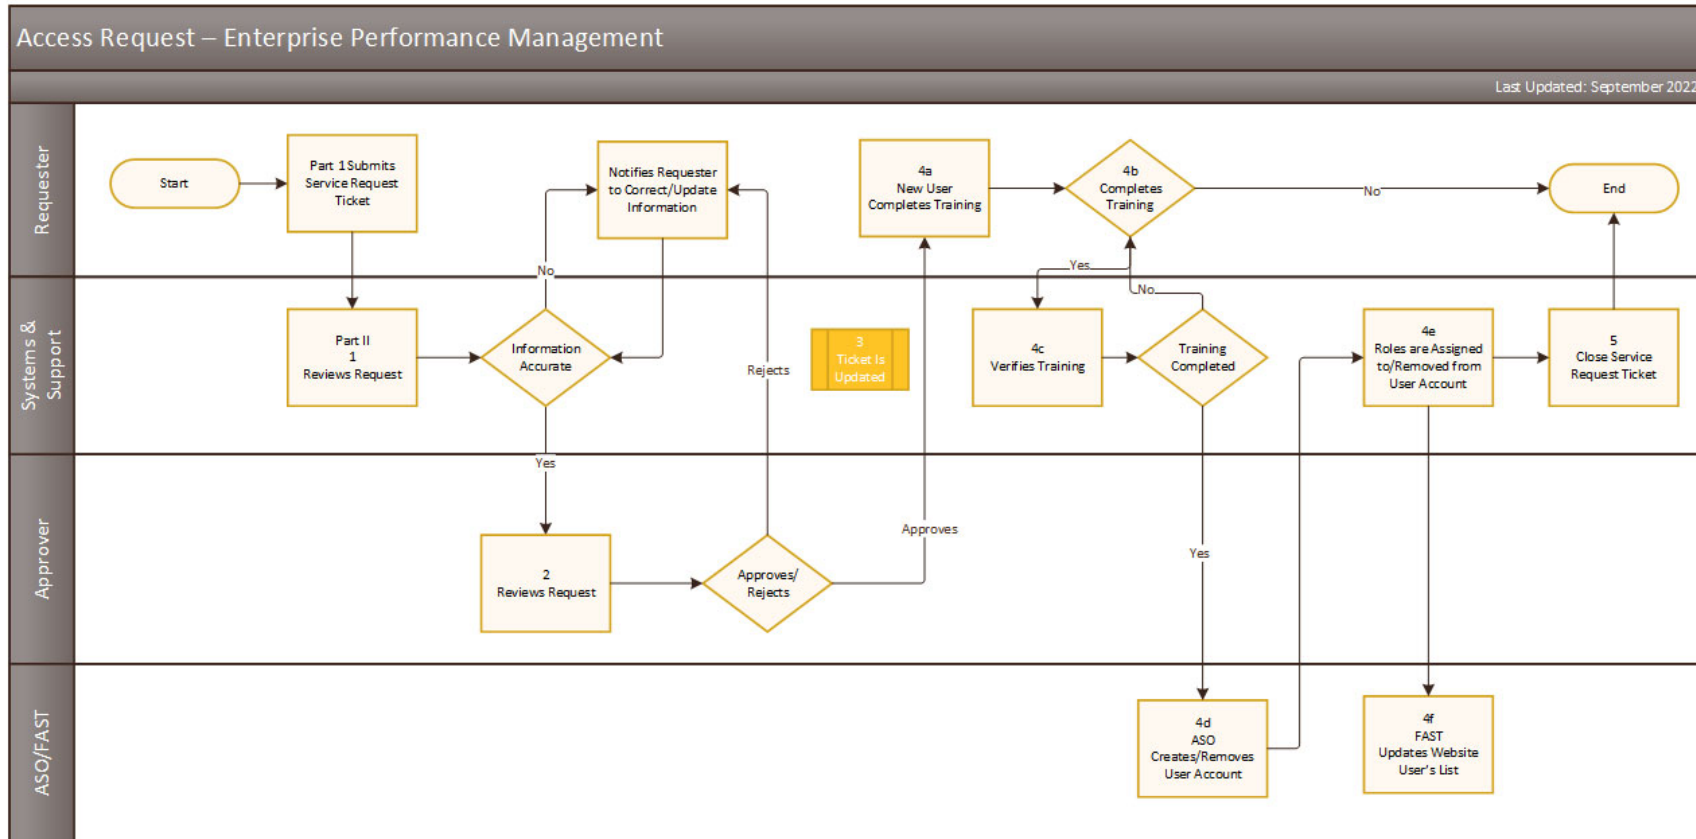 Access Request – Enterprise Performance Management
Last Updated: September 2022
Requester
Start
Part 1 Submits
Service Request
Ticket
Notifies Requester
to Correct/Update
Information
4a
New User
Completes Training
4b
Completes
Training
No
End
Systems &
Support
No
Yes
No
Part II
1
Reviews Request
Information
Accurate
Rejects
3
Ticket Is
Updated
4c
Verifies Training
Training
Completed
4e
Roles are Assigned
to/Removed from
User Account
5
Close Service
Request Ticket
Approver
Yes
2
Reviews Request
Approves/
Rejects
Approves
Yes
ASO/FAST
4d
ASO
Creates/Removes
User Account
4f
FAST
Updates Website
User's List